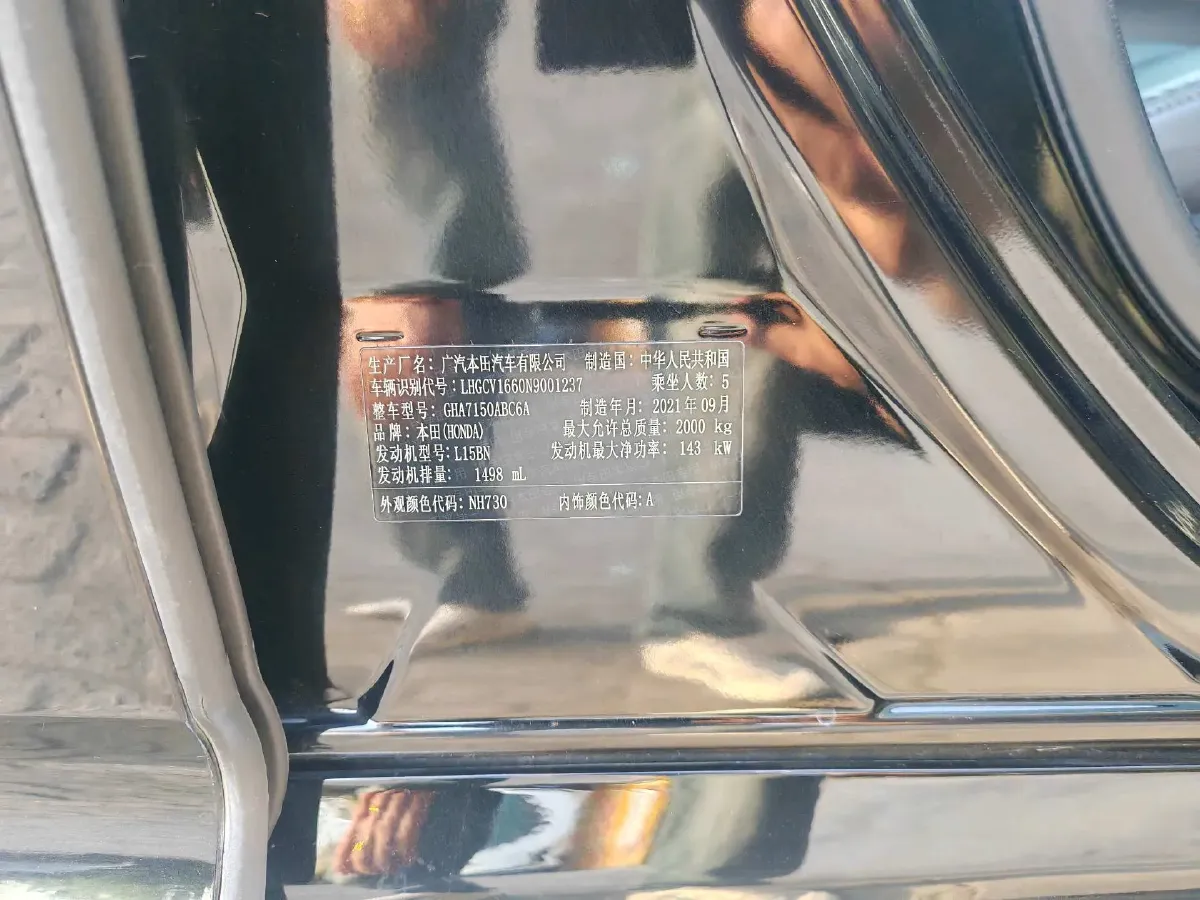 生产厂名：广汽本田汽车有限公司 制造国：中华人民共和国
车辆识别代号：LHGCV1660N9001237 乘坐人数：5
整车型号：GHA7150ABC6A 制造年月：2021年09月
品牌：本田(HONDA) 最大允许总质量：2000 kg
发动机型号：L15BN 发动机最大净功率：143 kW
发动机排量：1498 mL
外观颜色代码：NH730 内饰颜色代码：A